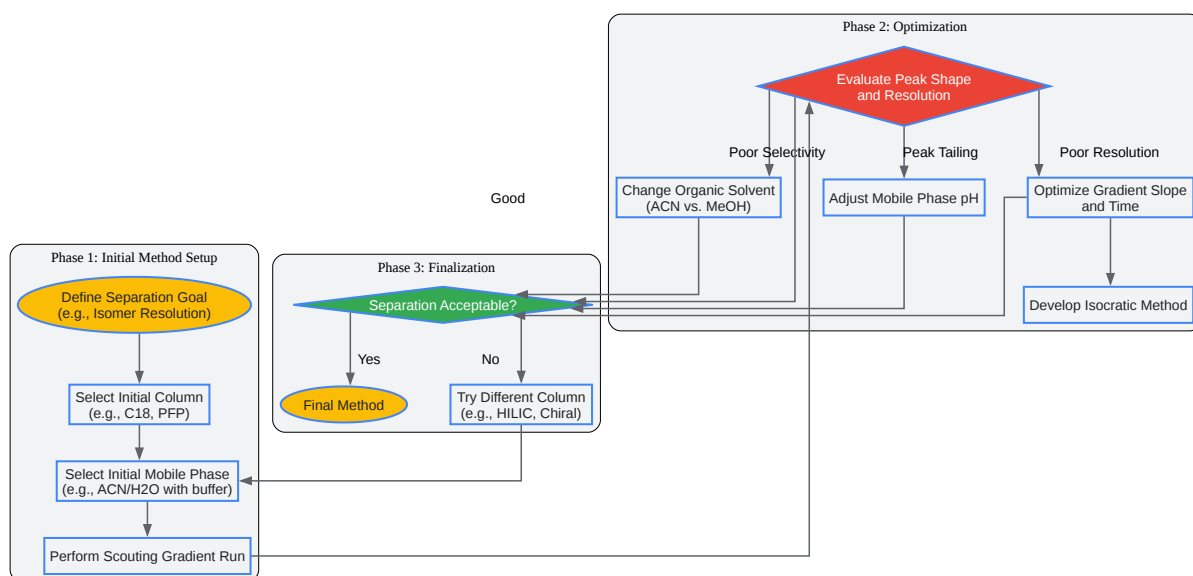 Phase 2: Optimization
Evaluate Peak Shape
and Resolution
Poor Selectivity
Peak Tailing
Poor Resolution
Change Organic Solvent
(ACN vs. MeOH)
Adjust Mobile Phase pH
Optimize Gradient Slope
and Time
Develop Isocratic Method
Good
Phase 1: Initial Method Setup
Define Separation Goal
(e.g., Isomer Resolution)
Select Initial Column
(e.g., C18, PFP)
Select Initial Mobile Phase
(e.g., ACN/H2O with buffer)
Perform Scouting Gradient Run
Phase 3: Finalization
Separation Acceptable?
Yes
No
Final Method
Try Different Column
(e.g., HILIC, Chiral)